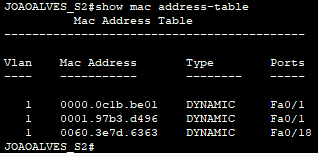 JOAOALVES_S2#show mac address-table
Mac Address Table
-------------------------------------------
Vlan Mac Address Type Ports
---- ----------- -------- -----
1 0000.0c1b.be01 DYNAMIC Fa0/1
1 0001.97b3.d496 DYNAMIC Fa0/1
1 0060.3e7d.6363 DYNAMIC Fa0/18
JOAOALVES_S2#